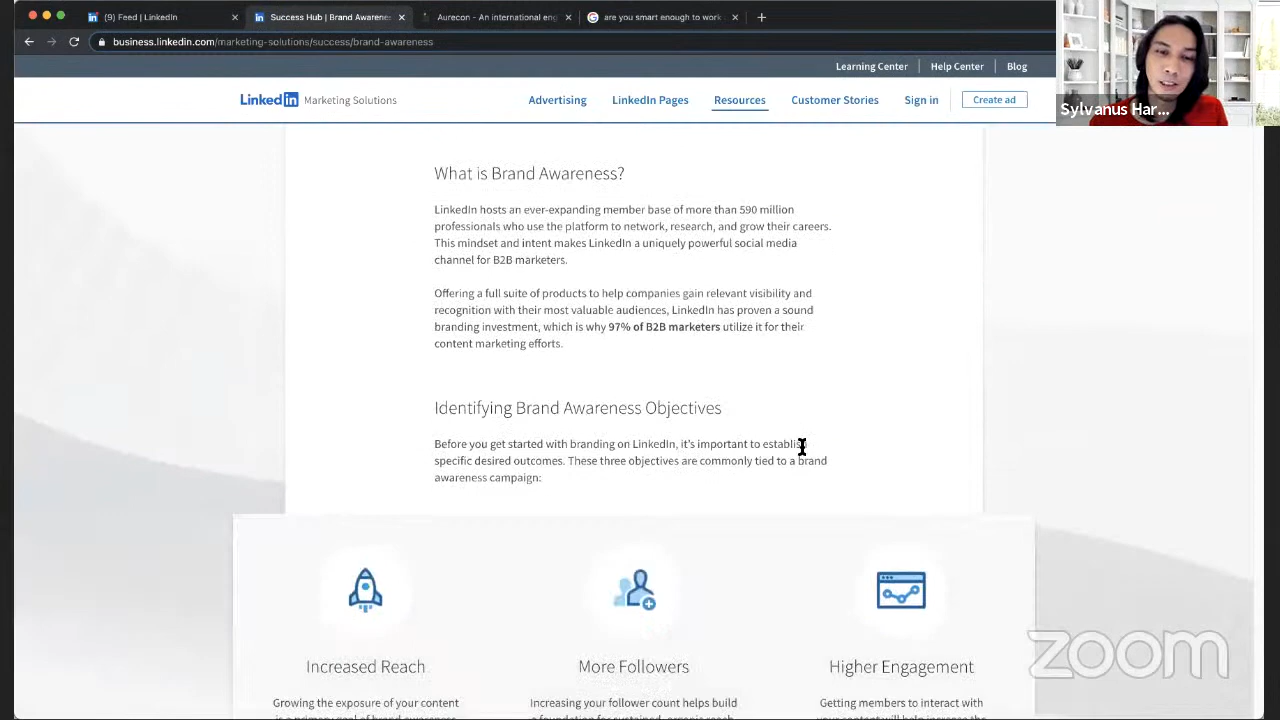 (9) Feed | LinkedIn
Success Hub | Brand Awarene
Aurecon - An international eng
are you smart enough to work
business.linkedin.com/marketing-solutions/success/brand-awareness
Learning Center
Help Center
Blog
Linked in Marketing Solutions
Advertising
LinkedIn Pages
Resources
Customer Stories
Sign in
Create ad
Sylvanus Har...
What is Brand Awareness?
LinkedIn hosts an ever-expanding member base of more than 590 million
professionals who use the platform to network, research, and grow their careers.
This mindset and intent makes LinkedIn a uniquely powerful social media
channel for B2B marketers.
Offering a full suite of products to help companies gain relevant visibility and
recognition with their most valuable audiences, LinkedIn has proven a sound
branding investment, which is why 97% of B2B marketers utilize it for their
content marketing efforts.
Identifying Brand Awareness Objectives
Before you get started with branding on LinkedIn, it's important to establish
specific desired outcomes. These three objectives are commonly tied to a brand
awareness campaign:
Increased Reach
More Followers
Higher Engagement
Growing the exposure of your content
Increasing your follower count helps build
Getting members to interact with
zoom